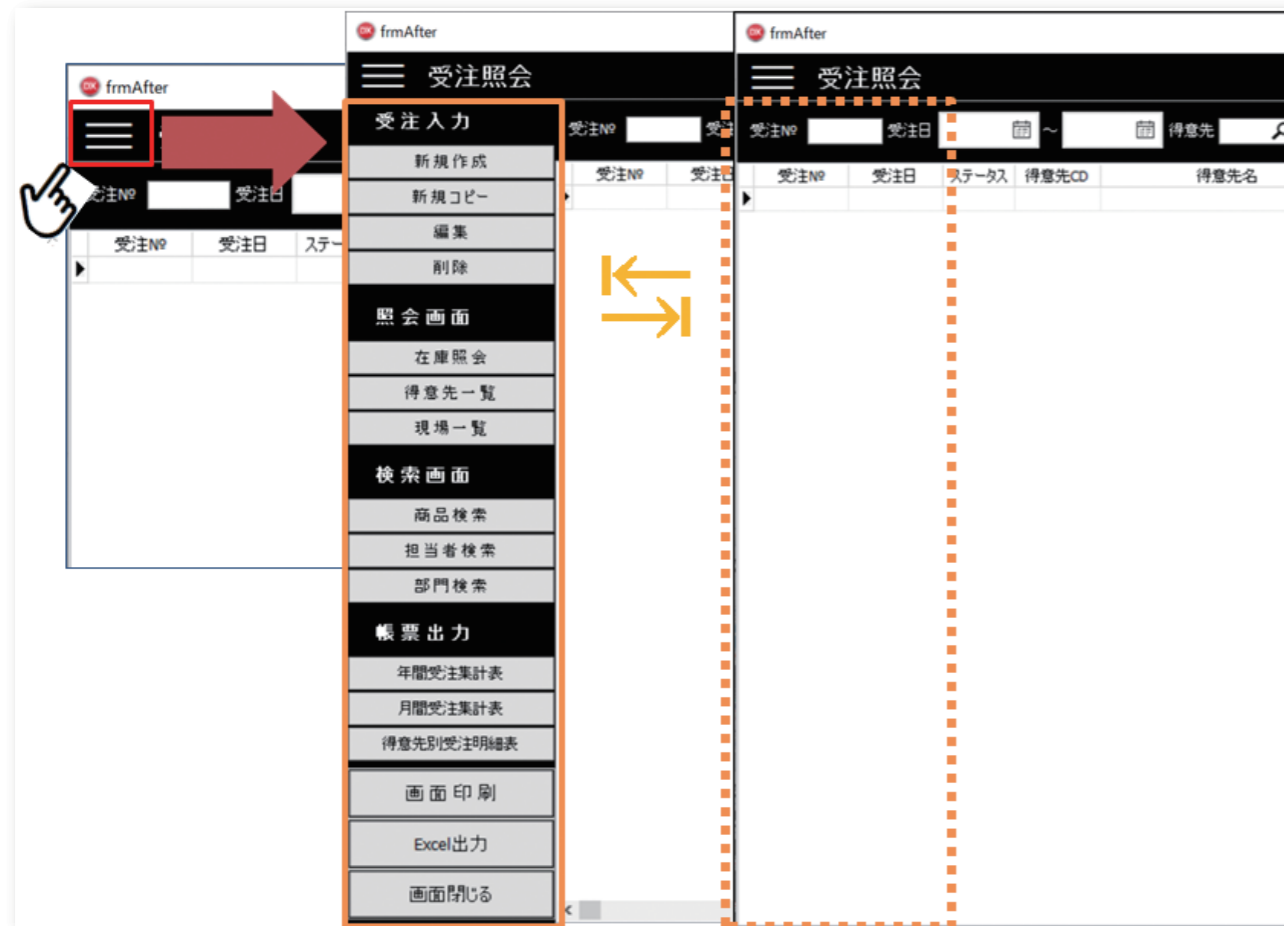 frmAfter
受注№ 受注日
受注№ 受注日 ステー
frmAfter
受注照会
受注入力
新規作成
新規コピー
編集
削除
照会画面
在庫照会
得意先一覧
現場一覧
検索画面
商品検索
担当者検索
部門検索
帳票出力
年間受注集計表
月間受注集計表
得意先別受注明細表
画面印刷
Excel出力
画面閉じる
受注№ 受注
受注№ 受注日
frmAfter
受注照会
受注№ 受注日 ～ 得意先
受注№ 受注日 ステータス 得意先CD 得意先名